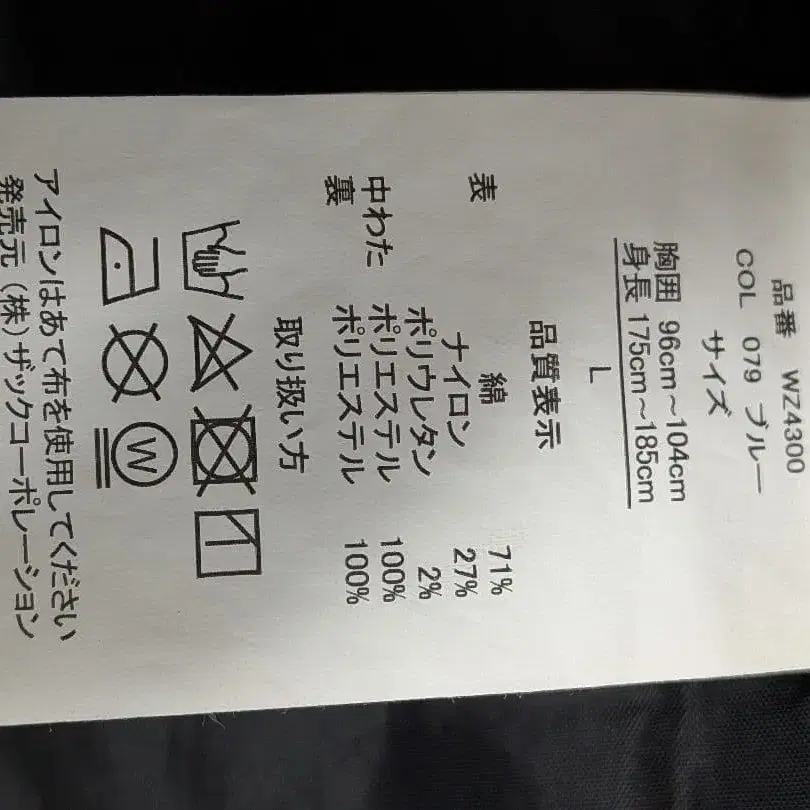 品番 WZ4300
COL 079 ブルー
サイズ
胸囲 96cm～104cm
身長 175cm～185cm
L
品質表示
表 綿 71%
ナイロン 27%
ポリウレタン 2%
中わた ポリエステル 100%
裏 ポリエステル 100%
取り扱い方
W
アイロンはあて布を使用してください
発売元（株）ザックコーポレーション